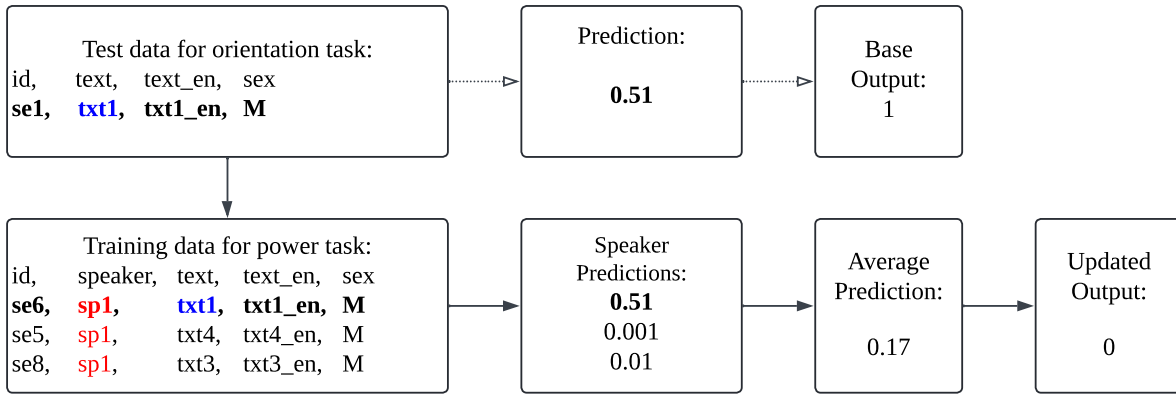 Test data for orientation task:
id, text, text_en, sex
se1, txt1, txt1_en, M
Prediction:
0.51
Base
Output:
1
Training data for power task:
id, speaker, text, text_en, sex
se6, sp1, txt1, txt1_en, M
se5, sp1, txt4, txt4_en, M
se8, sp1, txt3, txt3_en, M
Speaker
Predictions:
0.51
0.001
0.01
Average
Prediction:
0.17
Updated
Output:
0